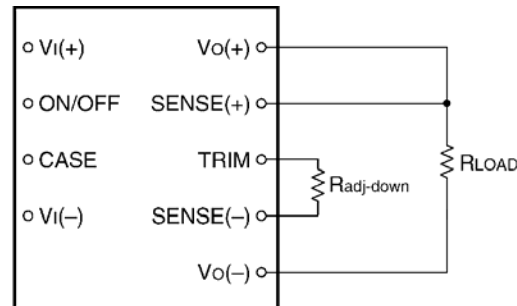 VI(+)
VO(+)
ON/OFF
SENSE(+)
CASE
TRIM
RLOAD
Radj-down
VI(–)
SENSE(–)
VO(–)